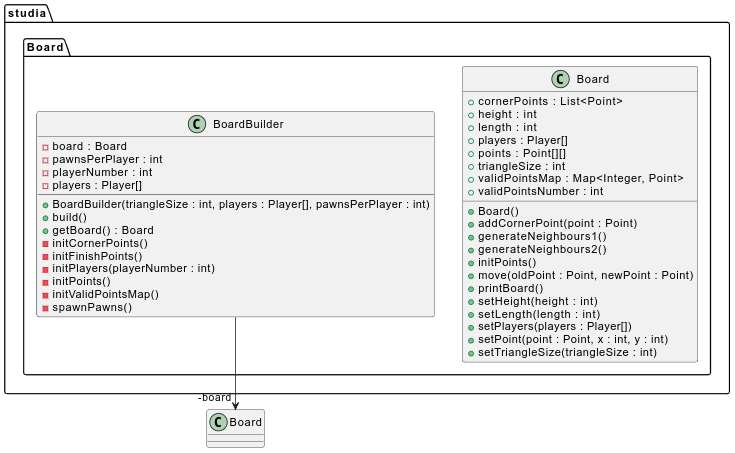 studia
Board
C BoardBuilder
board : Board
pawnsPerPlayer : int
playerNumber : int
players : Player[]
BoardBuilder(triangleSize : int, players : Player[], pawnsPerPlayer : int)
build()
getBoard() : Board
initCornerPoints()
initFinishPoints()
initPlayers(playerNumber : int)
initPoints()
initValidPointsMap()
spawnPawns()
C Board
cornerPoints : List<Point>
height : int
length : int
players : Player[]
points : Point[][]
triangleSize : int
validPointsMap : Map<Integer, Point>
validPointsNumber : int
Board()
addCornerPoint(point : Point)
generateNeighbours1()
generateNeighbours2()
initPoints()
move(oldPoint : Point, newPoint : Point)
printBoard()
setHeight(height : int)
setLength(length : int)
setPlayers(players : Player[])
setPoint(point : Point, x : int, y : int)
setTriangleSize(triangleSize : int)
-board
C Board